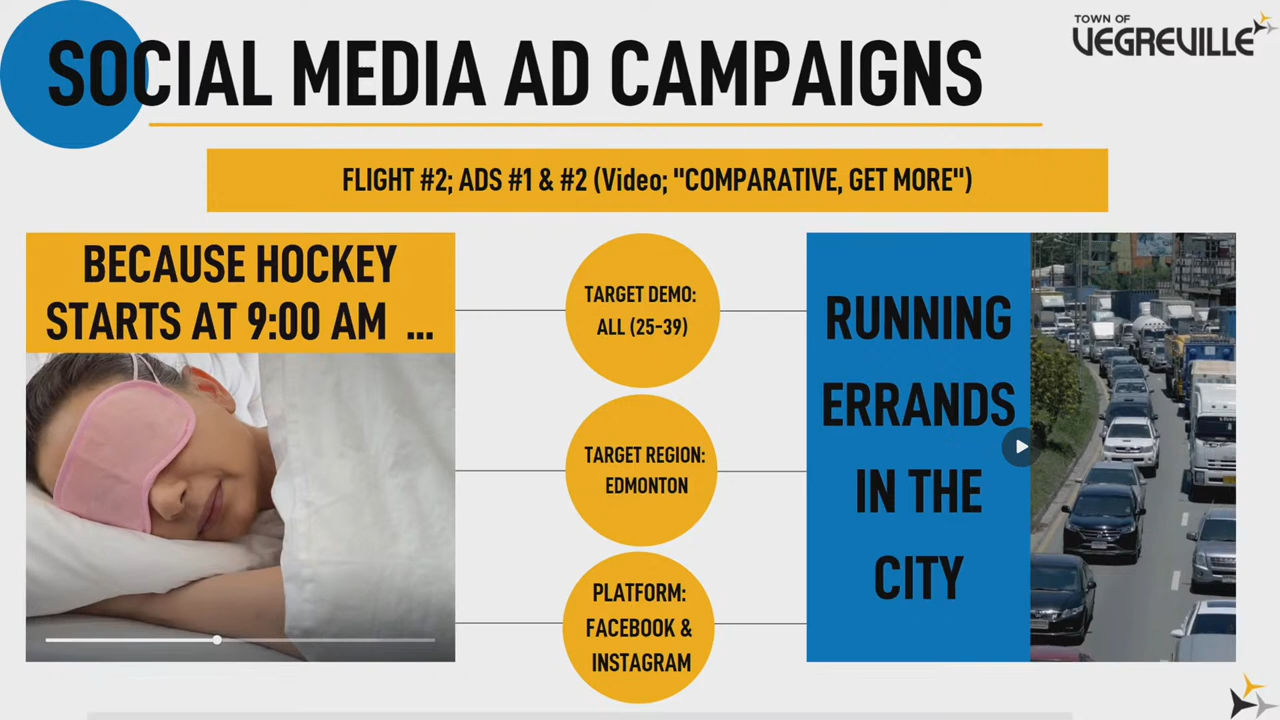 SOCIAL MEDIA AD CAMPAIGNS
TOWN OF
VEGREVILLE
FLIGHT #2; ADS #1 & #2 (Video; "COMPARATIVE, GET MORE")
BECAUSE HOCKEY
STARTS AT 9:00 AM ...
TARGET DEMO:
ALL (25-39)
TARGET REGION:
EDMONTON
PLATFORM:
FACEBOOK &
INSTAGRAM
RUNNING
ERRANDS
IN THE
CITY